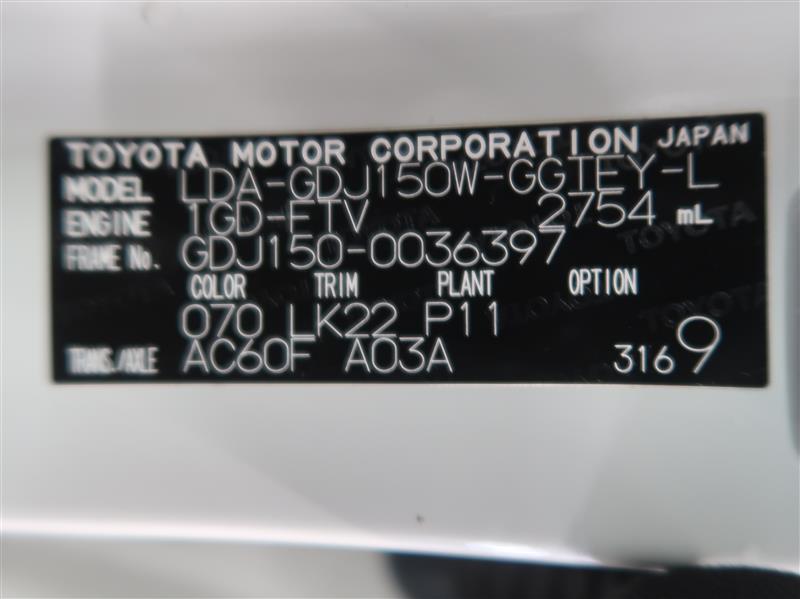 TOYOTA MOTOR CORPORATION JAPAN
MODEL LDA-GDJ150W-GGTEY-L
ENGINE 1GD-FTV 2754 mL
FRAME No. GDJ150-0036397
COLOR TRIM PLANT OPTION
070 LK22 P11
TRANS./AXLE AC60F A03A 3169